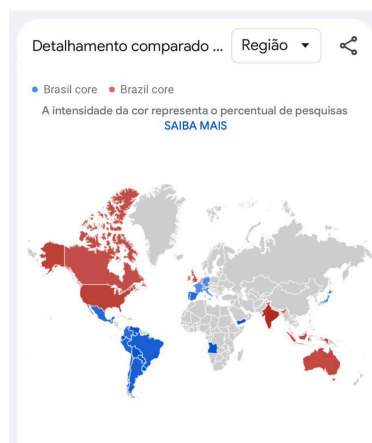 Detalhamento comparado ... Região
Brasil core Brazil core
A intensidade da cor representa o percentual de pesquisas
SAIBA MAIS